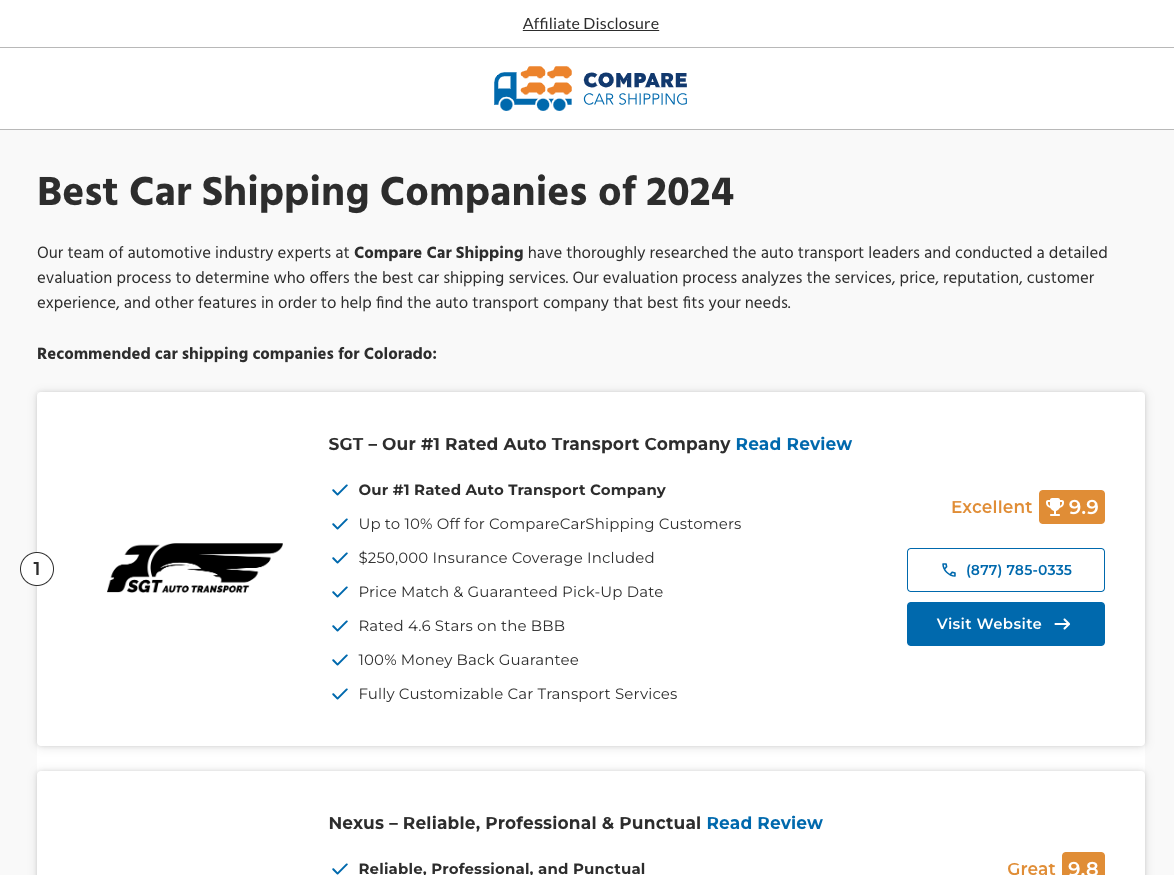 Affiliate Disclosure
COMPARE
CAR SHIPPING
Best Car Shipping Companies of 2024
Our team of automotive industry experts at Compare Car Shipping have thoroughly researched the auto transport leaders and conducted a detailed
evaluation process to determine who offers the best car shipping services. Our evaluation process analyzes the services, price, reputation, customer
experience, and other features in order to help find the auto transport company that best fits your needs.
Recommended car shipping companies for Colorado:
1
SGT AUTO TRANSPORT
SGT – Our #1 Rated Auto Transport Company Read Review
Our #1 Rated Auto Transport Company
Up to 10% Off for CompareCarShipping Customers
$250,000 Insurance Coverage Included
Price Match & Guaranteed Pick-Up Date
Rated 4.6 Stars on the BBB
100% Money Back Guarantee
Fully Customizable Car Transport Services
Excellent 9.9
(877) 785-0335
Visit Website
Nexus – Reliable, Professional & Punctual Read Review
Reliable, Professional, and Punctual
Great 9.8